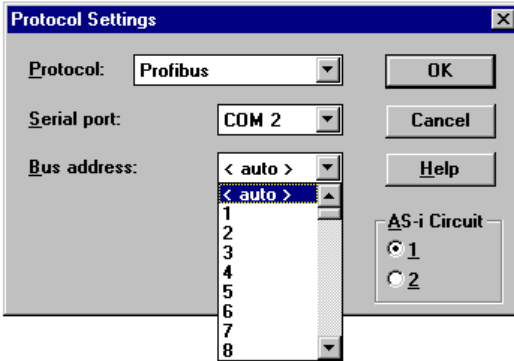 Protocol Settings
Protocol: Profibus OK
Serial port: COM 2 Cancel
Bus address: < auto > Help
< auto >
1
2
3
4
5
6
7
8
AS-i Circuit
1
2